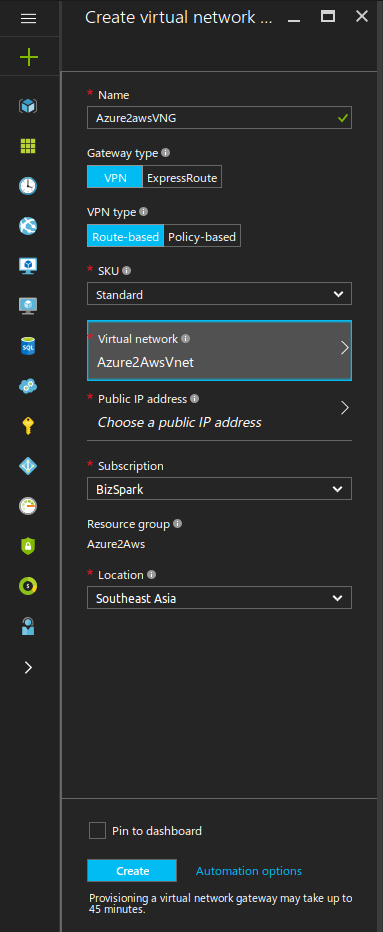 Create virtual network ...
* Name
Azure2awsVNG
Gateway type
VPN
ExpressRoute
VPN type
Route-based
Policy-based
* SKU
Standard
* Virtual network
Azure2AwsVnet
* Public IP address
Choose a public IP address
* Subscription
BizSpark
Resource group
Azure2Aws
* Location
Southeast Asia
Pin to dashboard
Create
Automation options
Provisioning a virtual network gateway may take up to
45 minutes.
SQL